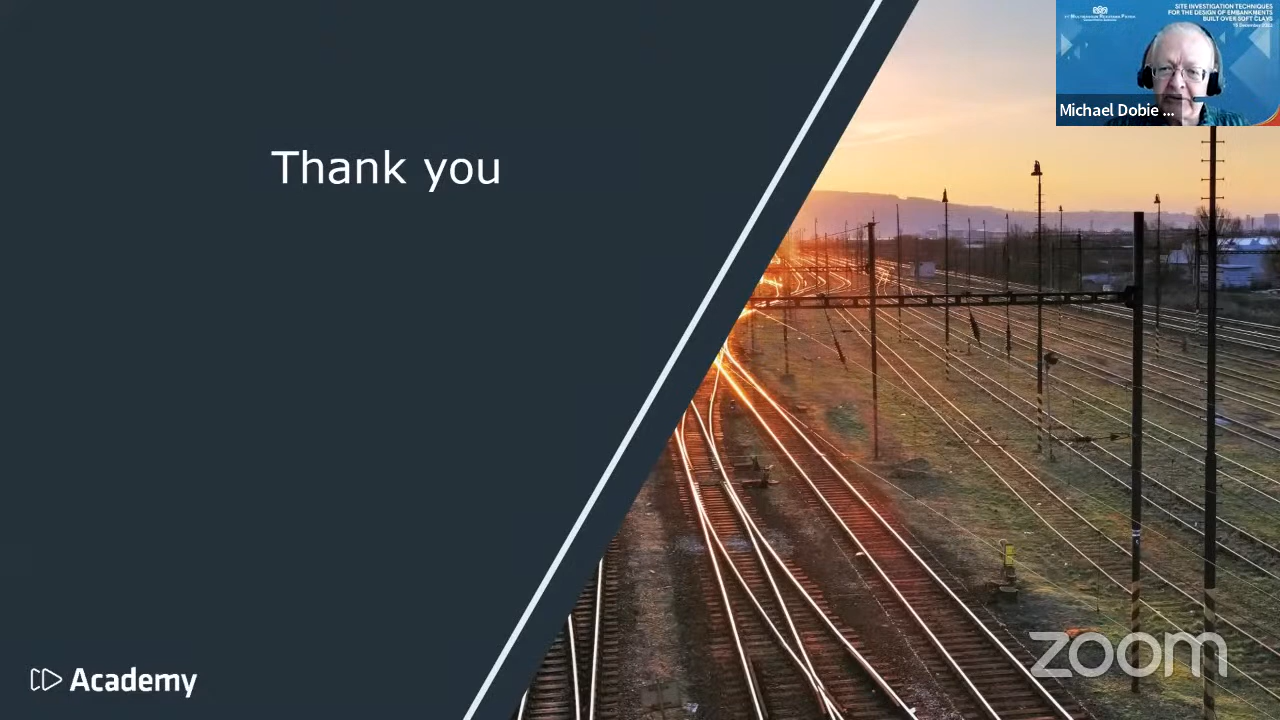 Thank you
SITE INVESTIGATION TECHNIQUES
FOR THE DESIGN OF EMBANKMENTS
BUILT OVER SOFT CLAYS
Michael Dobie ...
Academy
zoom